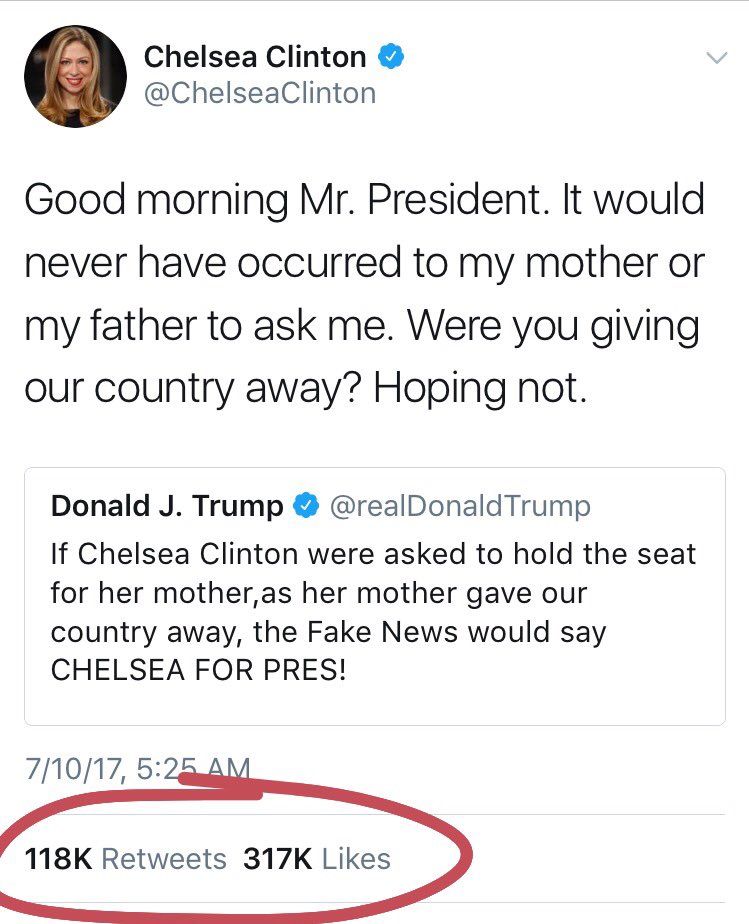 Chelsea Clinton
@ChelseaClinton
Good morning Mr. President. It would
never have occurred to my mother or
my father to ask me. Were you giving
our country away? Hoping not.
Donald J. Trump @realDonaldTrump
If Chelsea Clinton were asked to hold the seat
for her mother,as her mother gave our
country away, the Fake News would say
CHELSEA FOR PRES!
7/10/17, 5:25 AM
118K Retweets 317K Likes